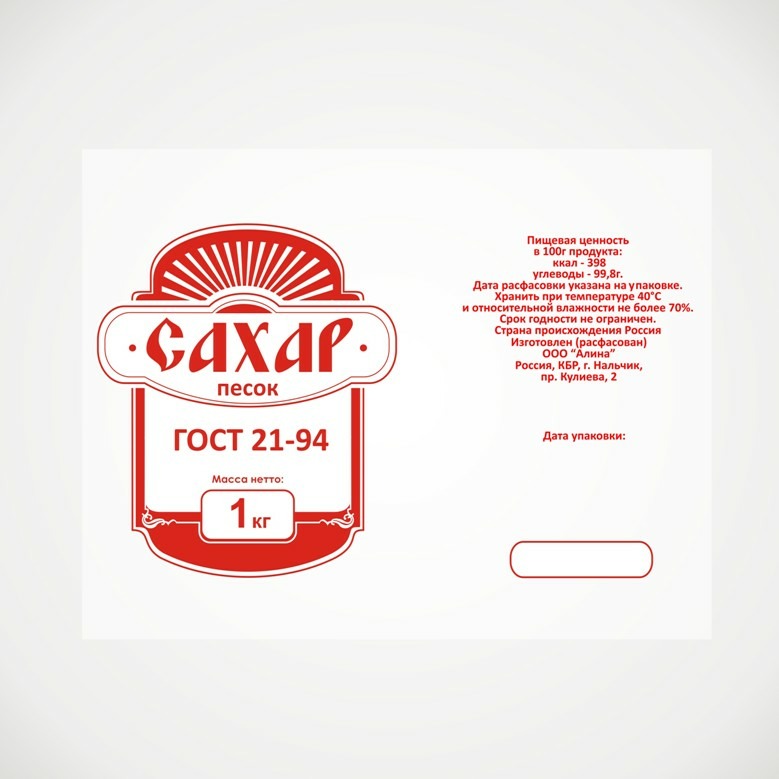 САХАР
песок
ГОСТ 21-94
Масса нетто:
1 кг
Пищевая ценность
в 100г продукта:
ккал - 398
углеводы - 99,8г.
Дата расфасовки указана на упаковке.
Хранить при температуре 40°С
и относительной влажности не более 70%.
Срок годности не ограничен.
Страна происхождения Россия
Изготовлен (расфасован)
ООО “Алина”
Россия, КБР, г. Нальчик,
пр. Кулиева, 2
Дата упаковки: